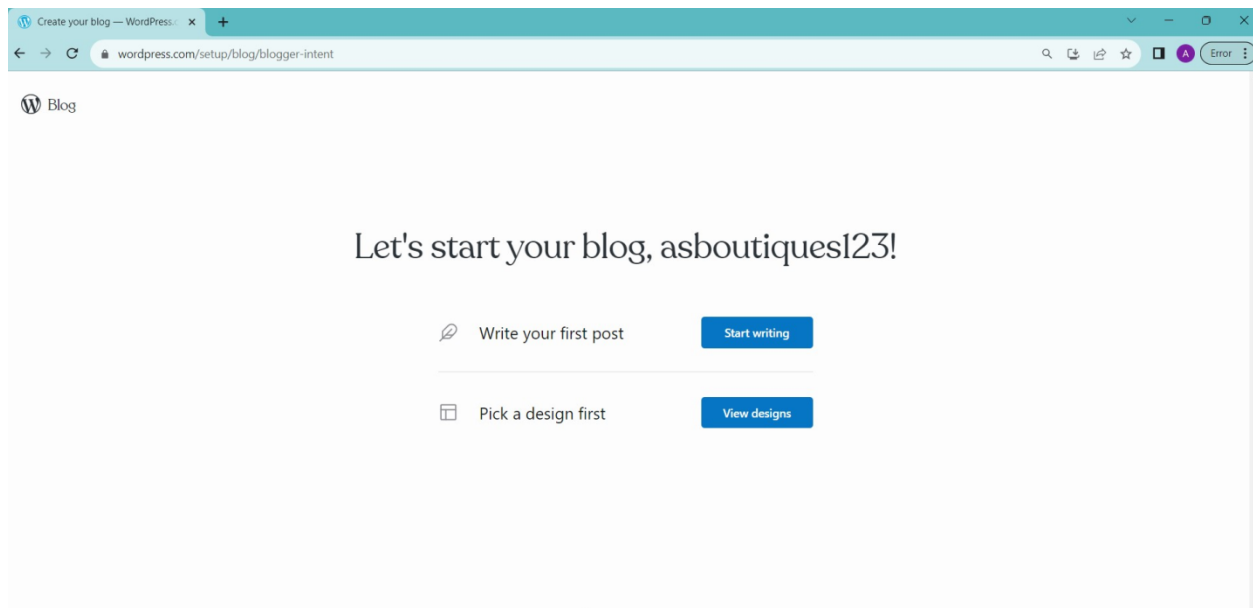 Create your blog — WordPress.c
wordpress.com/setup/blog/blogger-intent
A
Error
Blog
Let's start your blog, asboutiques123!
Write your first post
Start writing
Pick a design first
View designs